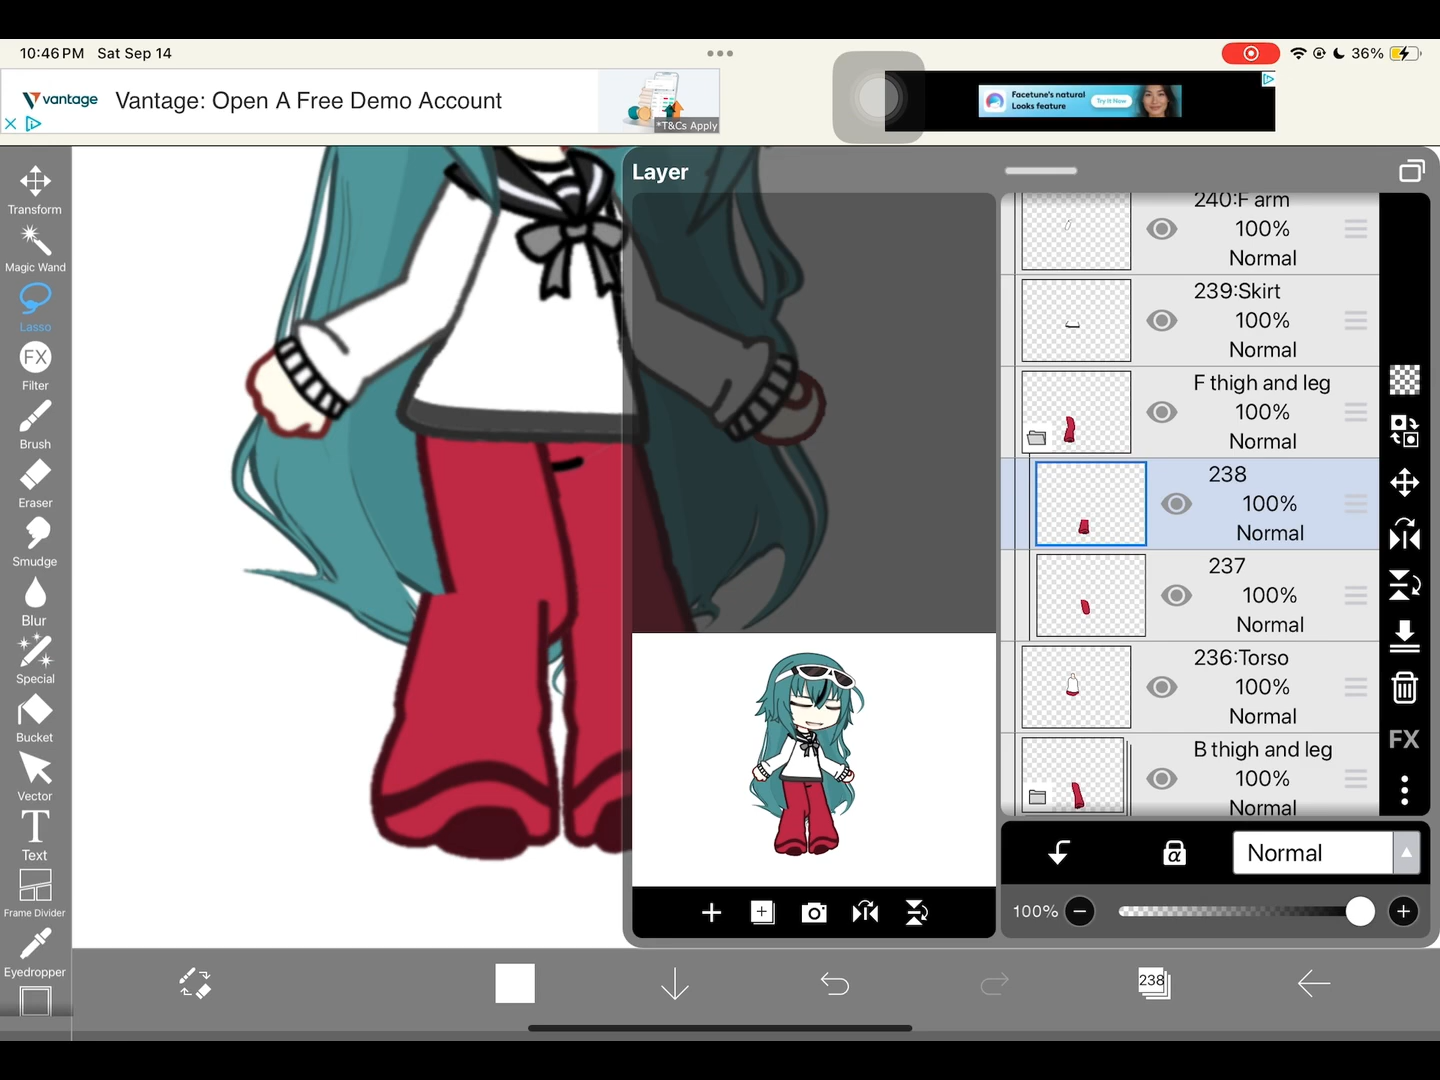 10:46 PM Sat Sep 14
36%
vantage
Vantage: Open A Free Demo Account
*T&Cs Apply
Facetune's natural
Looks feature
Try It Now
Layer
Transform
Magic Wand
Lasso
FX
Filter
Brush
Eraser
Smudge
Blur
Special
Bucket
Vector
T
Text
Frame Divider
Eyedropper
240:F arm
100%
Normal
239:Skirt
100%
Normal
F thigh and leg
100%
Normal
238
100%
Normal
237
100%
Normal
236:Torso
100%
Normal
B thigh and leg
100%
Normal
FX
α
Normal
100%
238